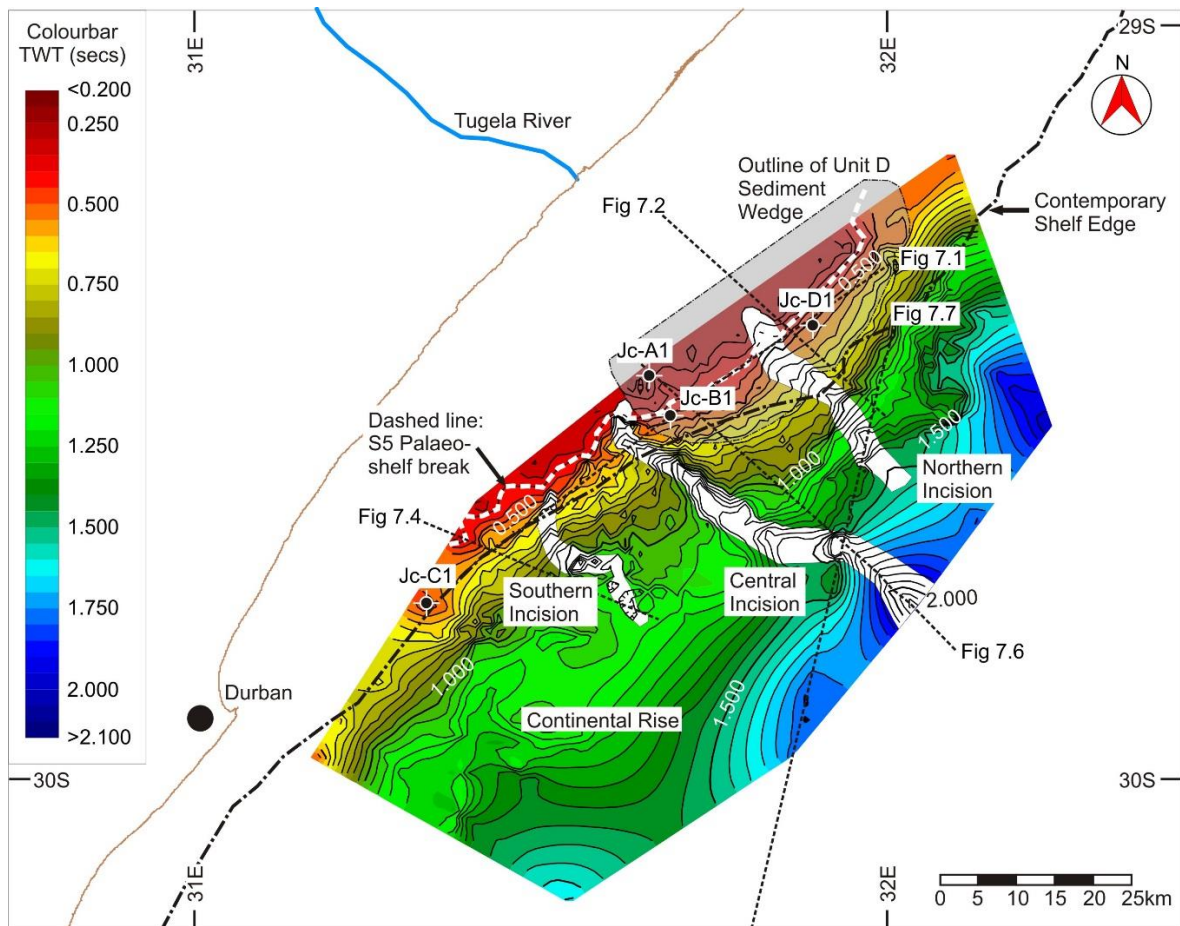 Colourbar
TWT (secs)
<0.200
0.250
0.500
0.750
1.000
1.250
1.500
1.750
2.000
>2.100
31E
32E
29S
N
Tugela River
Outline of Unit D
Sediment
Wedge
Fig 7.2
Contemporary
Shelf Edge
0.500
Fig 7.1
Jc-D1
Fig 7.7
Jc-A1
Jc-B1
Dashed line:
S5 Palaeo-
shelf break
1.500
1.000
Northern
Incision
Fig 7.4
0.500
Jc-C1
Southern
Incision
Central
Incision
2.000
Fig 7.6
1.000
Durban
Continental Rise
1.500
30S
30S
31E
32E
0 5 10 15 20 25km